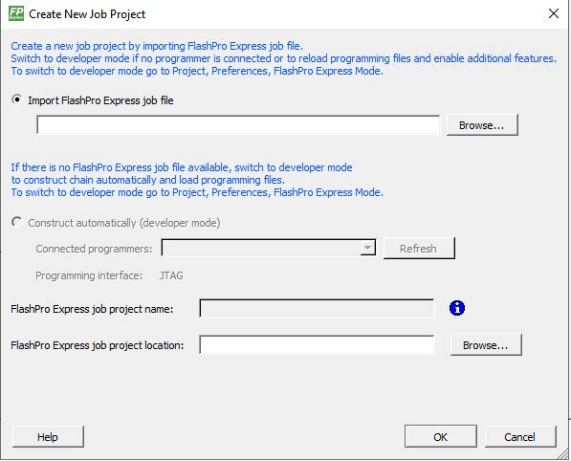 FP
Create New Job Project
Create a new job project by importing FlashPro Express job file.
Switch to developer mode if no programmer is connected or to reload programming files and enable additional features.
To switch to developer mode go to Project, Preferences, FlashPro Express Mode.
Import FlashPro Express job file
Browse...
If there is no FlashPro Express job file available, switch to developer mode
to construct chain automatically and load programming files.
To switch to developer mode go to Project, Preferences, FlashPro Express Mode.
Construct automatically (developer mode)
Connected programmers: Refresh
Programming interface: JTAG
FlashPro Express job project name:
FlashPro Express job project location: Browse...
Help OK Cancel